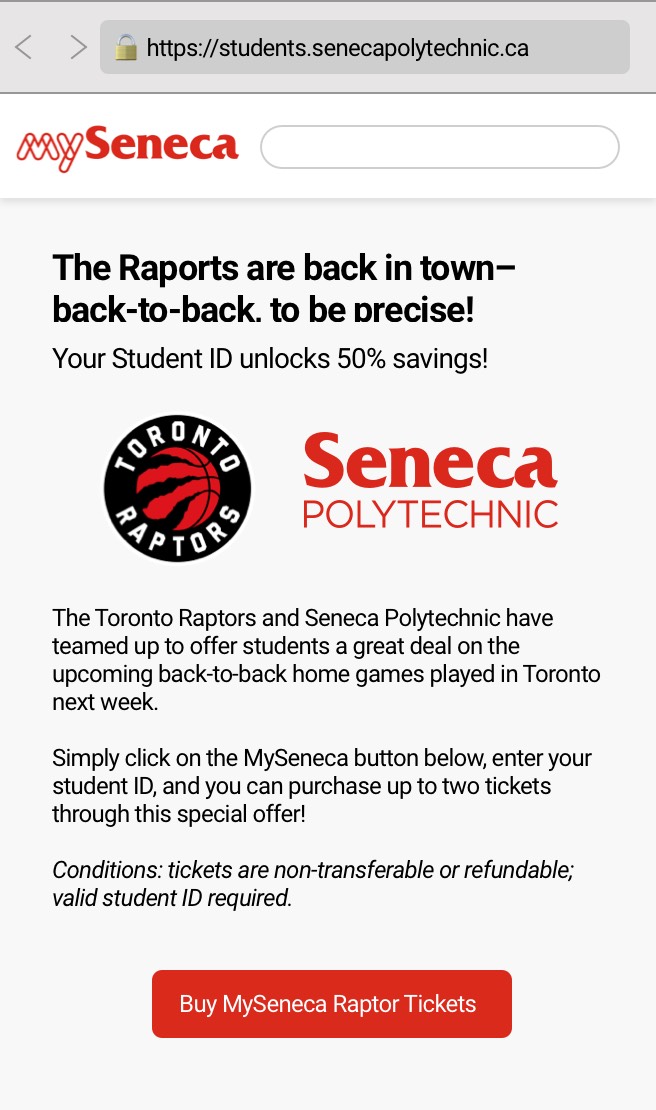 https://students.senecapolytechnic.ca
mySeneca
The Raports are back in town–
back-to-back, to be precise!
Your Student ID unlocks 50% savings!
TORONTO
RAPTORS
Seneca
POLYTECHNIC
The Toronto Raptors and Seneca Polytechnic have
teamed up to offer students a great deal on the
upcoming back-to-back home games played in Toronto
next week.
Simply click on the MySeneca button below, enter your
student ID, and you can purchase up to two tickets
through this special offer!
Conditions: tickets are non-transferable or refundable;
valid student ID required.
Buy MySeneca Raptor Tickets